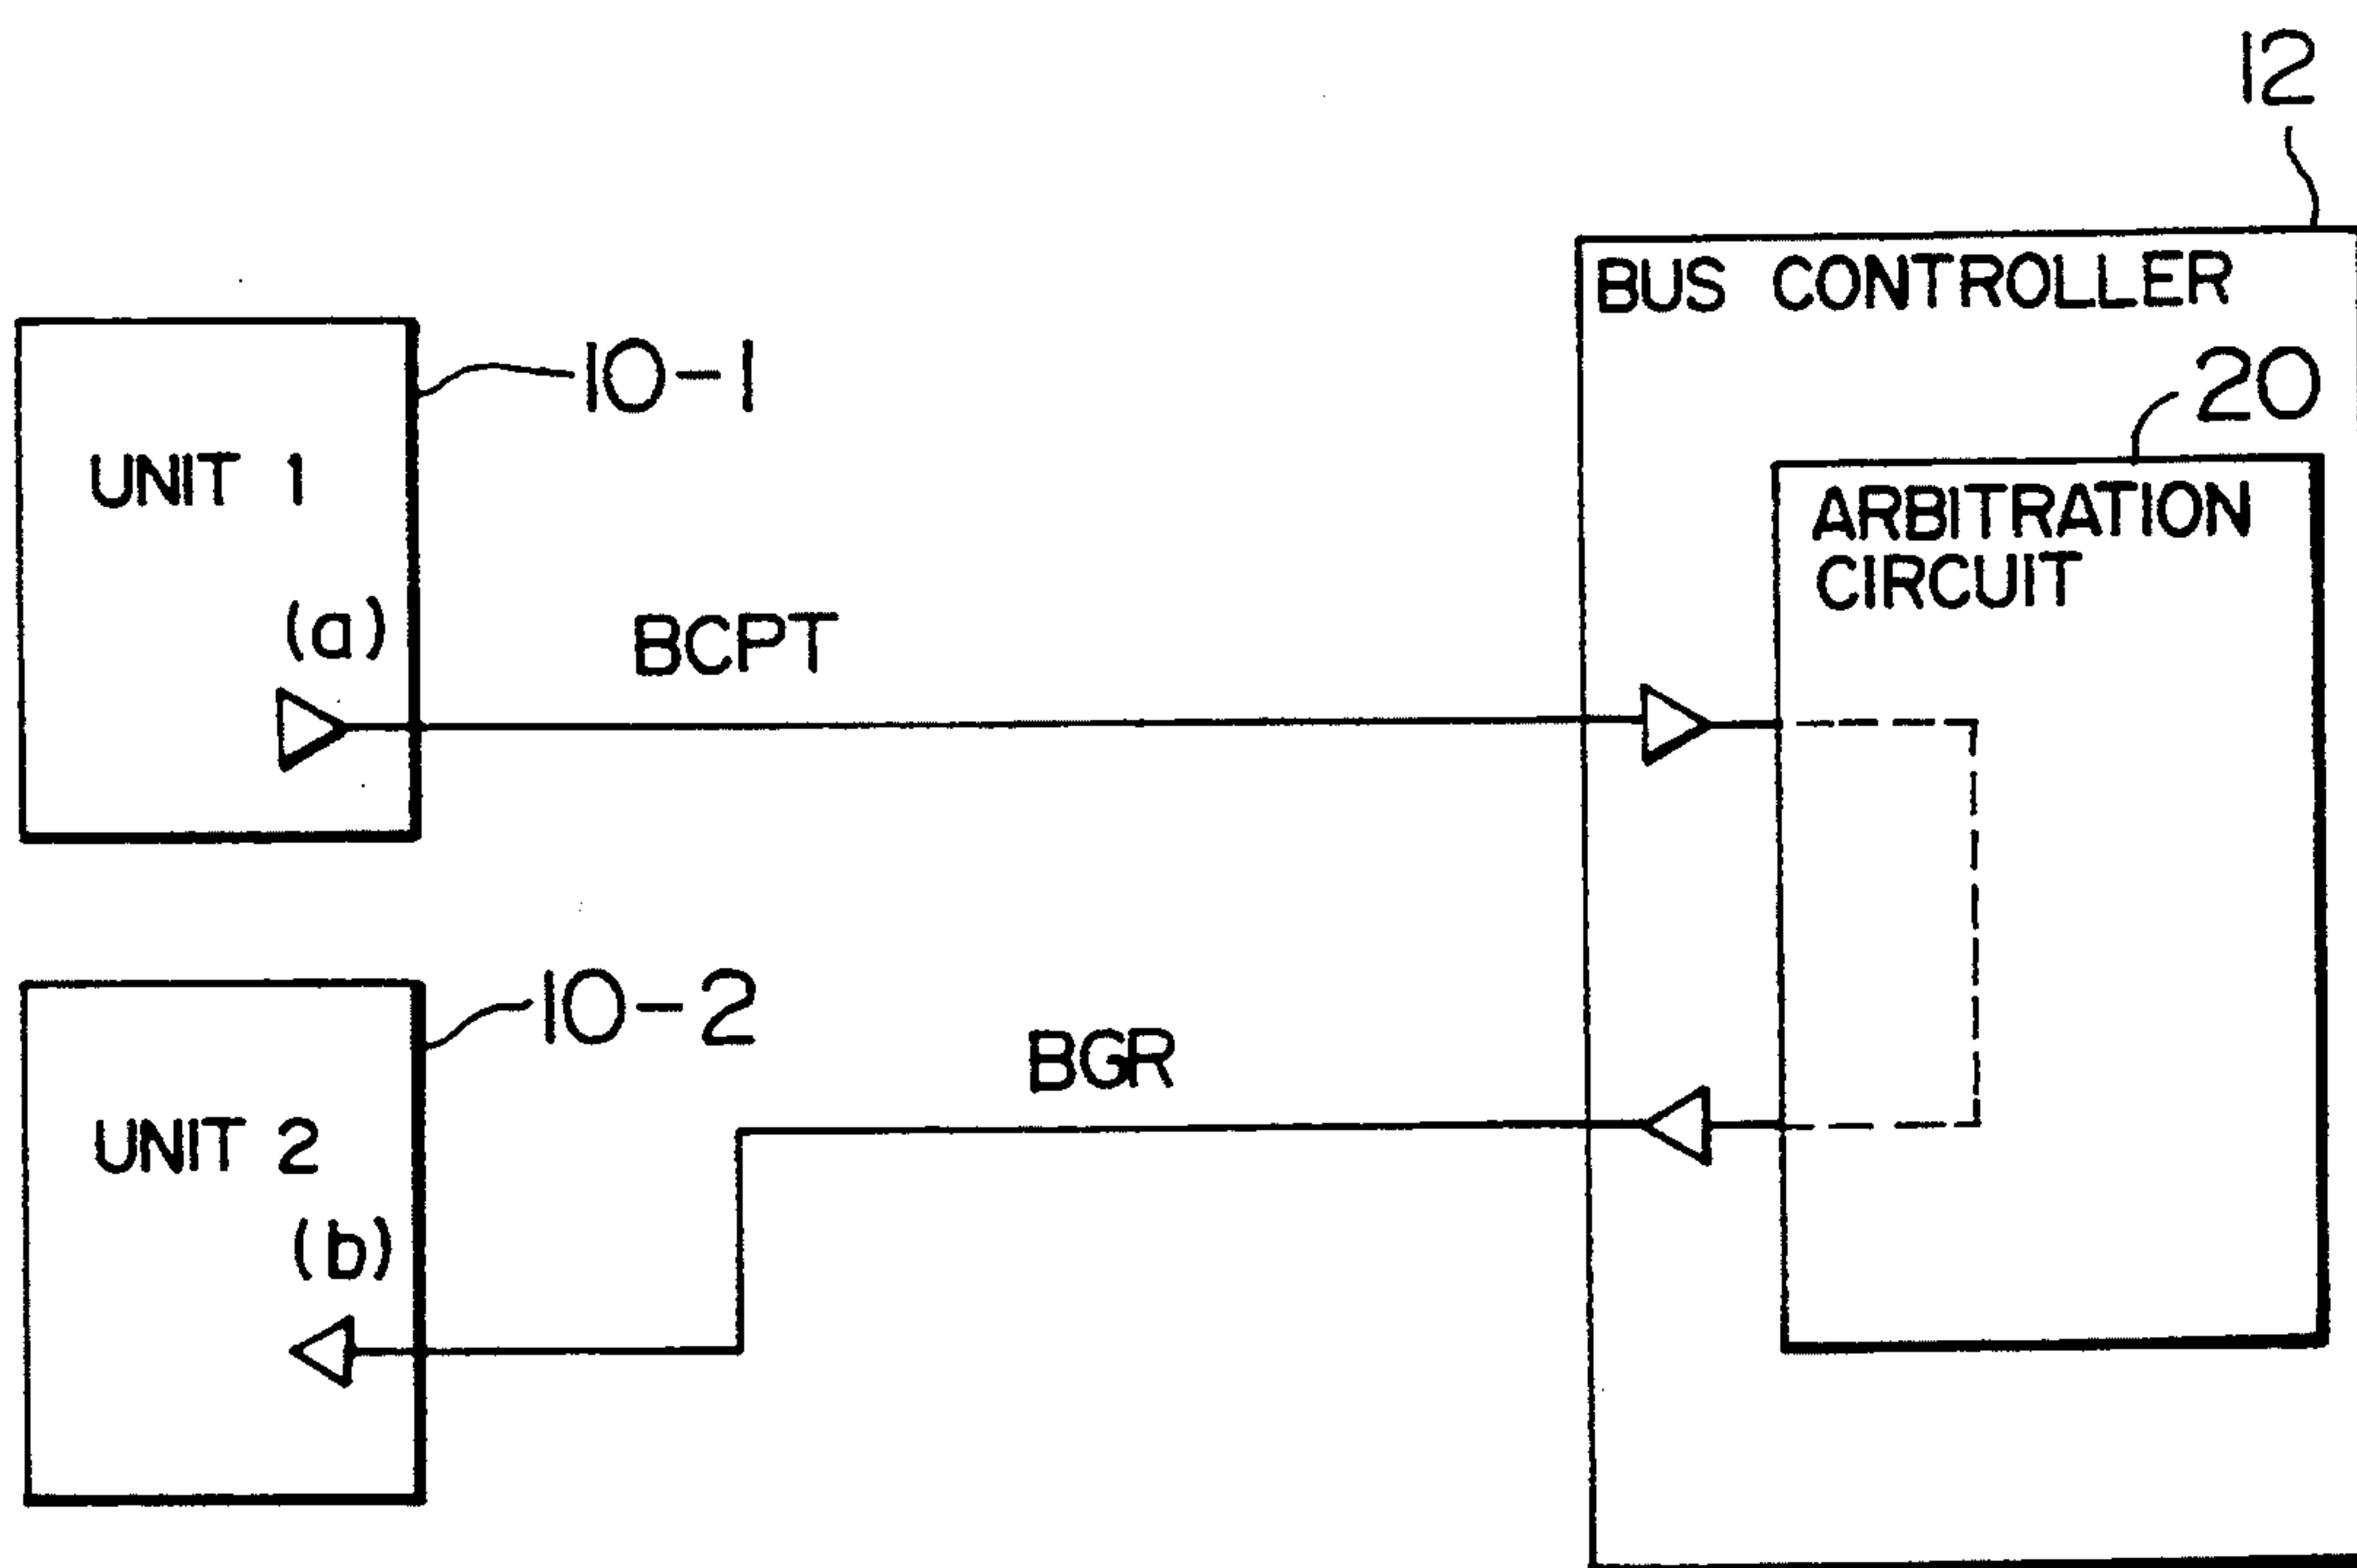 12
BUS CONTROLLER
10-1
20
UNIT 1
ARBITRATION
CIRCUIT
(a)
BCPT
10-2
BGR
UNIT 2
(b)